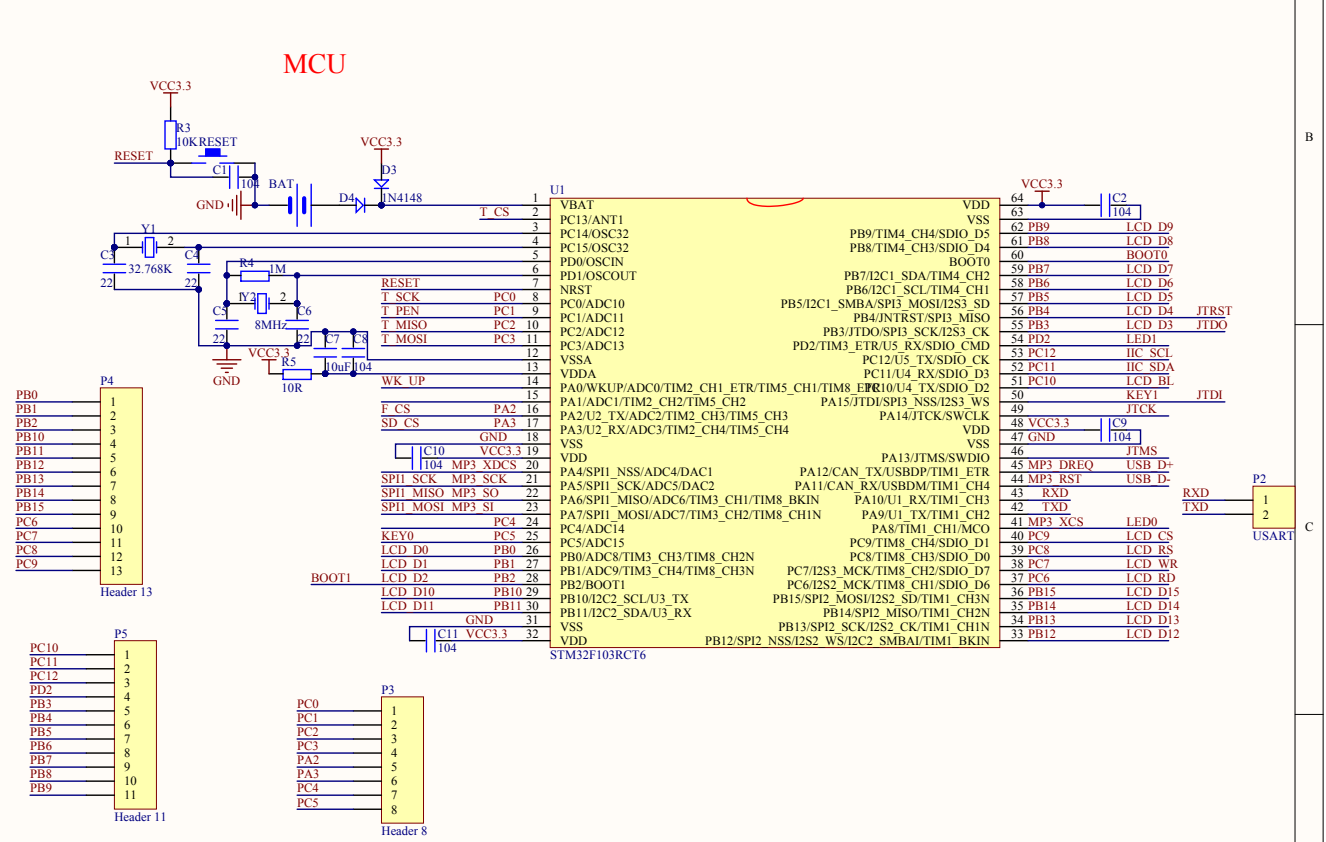 MCU
B
C
VCC3.3
R3
10K
RESET
RESET
C1
104
GND
BAT
D4
VCC3.3
D3
1N4148
T_CS
Y1
1
2
C3
32.768K
C4
22
22
R4
1M
Y2
1
2
C5
8MHz
C6
22
22
C7
C8
10uF
104
GND
VCC3.3
R5
10R
RESET
T_SCK PC0
T_PEN PC1
T_MISO PC2
T_MOSI PC3
WK_UP
F_CS PA2
SD_CS PA3
GND
C10 VCC3.3
104 MP3_XDCS
SPI1_SCK MP3_SCK
SPI1_MISO MP3_SO
SPI1_MOSI MP3_SI
PC4
KEY0 PC5
LCD_D0 PB0
LCD_D1 PB1
BOOT1 LCD_D2 PB2
LCD_D10 PB10
LCD_D11 PB11
GND
C11 VCC3.3
104
U1
1 VBAT
2 PC13/ANT1
3 PC14/OSC32
4 PC15/OSC32
5 PD0/OSCIN
6 PD1/OSCOUT
7 NRST
8 PC0/ADC10
9 PC1/ADC11
10 PC2/ADC12
11 PC3/ADC13
12 VSSA
13 VDDA
14 PA0/WKUP/ADC0/TIM2_CH1_ETR/TIM5_CH1/TIM8_ETR
15 PA1/ADC1/TIM2_CH2/TIM5_CH2
16 PA2/U2_TX/ADC2/TIM2_CH3/TIM5_CH3
17 PA3/U2_RX/ADC3/TIM2_CH4/TIM5_CH4
18 VSS
19 VDD
20 PA4/SPI1_NSS/ADC4/DAC1
21 PA5/SPI1_SCK/ADC5/DAC2
22 PA6/SPI1_MISO/ADC6/TIM3_CH1/TIM8_BKIN
23 PA7/SPI1_MOSI/ADC7/TIM3_CH2/TIM8_CH1N
24 PC4/ADC14
25 PC5/ADC15
26 PB0/ADC8/TIM3_CH3/TIM8_CH2N
27 PB1/ADC9/TIM3_CH4/TIM8_CH3N
28 PB2/BOOT1
29 PB10/I2C2_SCL/U3_TX
30 PB11/I2C2_SDA/U3_RX
31 VSS
32 VDD
STM32F103RCT6
VCC3.3
C2
104
VDD 64
VSS 63
PB9/TIM4_CH4/SDIO_D5 62 PB9 LCD_D9
PB8/TIM4_CH3/SDIO_D4 61 PB8 LCD_D8
BOOT0 60 BOOT0
PB7/I2C1_SDA/TIM4_CH2 59 PB7 LCD_D7
PB6/I2C1_SCL/TIM4_CH1 58 PB6 LCD_D6
PB5/I2C1_SMBA/SPI3_MOSI/I2S3_SD 57 PB5 LCD_D5
PB4/JNTRST/SPI3_MISO 56 PB4 LCD_D4 JTRST
PB3/JTDO/SPI3_SCK/I2S3_CK 55 PB3 LCD_D3 JTDO
PD2/TIM3_ETR/U5_RX/SDIO_CMD 54 PD2 LED1
PC12/U5_TX/SDIO_CK 53 PC12 IIC_SCL
PC11/U4_RX/SDIO_D3 52 PC11 IIC_SDA
PC10/U4_TX/SDIO_D2 51 PC10 LCD_BL
PA15/JTDI/SPI3_NSS/I2S3_WS 50 KEY1 JTDI
PA14/JTCK/SWCLK 49 JTCK
VDD 48 VCC3.3 C9
VSS 47 GND 104
PA13/JTMS/SWDIO 46 JTMS
PA12/CAN_TX/USBDP/TIM1_ETR 45 MP3_DREQ USB_D+
PA11/CAN_RX/USBDM/TIM1_CH4 44 MP3_RST USB_D-
PA10/U1_RX/TIM1_CH3 43 RXD
PA9/U1_TX/TIM1_CH2 42 TXD
PA8/TIM1_CH1/MCO 41 MP3_XCS LED0
PC9/TIM8_CH4/SDIO_D1 40 PC9 LCD_CS
PC8/TIM8_CH3/SDIO_D0 39 PC8 LCD_RS
PC7/I2S3_MCK/TIM8_CH2/SDIO_D7 38 PC7 LCD_WR
PC6/I2S2_MCK/TIM8_CH1/SDIO_D6 37 PC6 LCD_RD
PB15/SPI2_MOSI/I2S2_SD/TIM1_CH3N 36 PB15 LCD_D15
PB14/SPI2_MISO/TIM1_CH2N 35 PB14 LCD_D14
PB13/SPI2_SCK/I2S2_CK/TIM1_CH1N 34 PB13 LCD_D13
PB12/SPI2_NSS/I2S2_WS/I2C2_SMBAI/TIM1_BKIN 33 PB12 LCD_D12
P2
RXD 1
TXD 2
USART
P4
PB0 1
PB1 2
PB2 3
PB10 4
PB11 5
PB12 6
PB13 7
PB14 8
PB15 9
PC6 10
PC7 11
PC8 12
PC9 13
Header 13
P5
PC10 1
PC11 2
PC12 3
PD2 4
PB3 5
PB4 6
PB5 7
PB6 8
PB7 9
PB8 10
PB9 11
Header 11
P3
PC0 1
PC1 2
PC2 3
PC3 4
PA2 5
PA3 6
PC4 7
PC5 8
Header 8